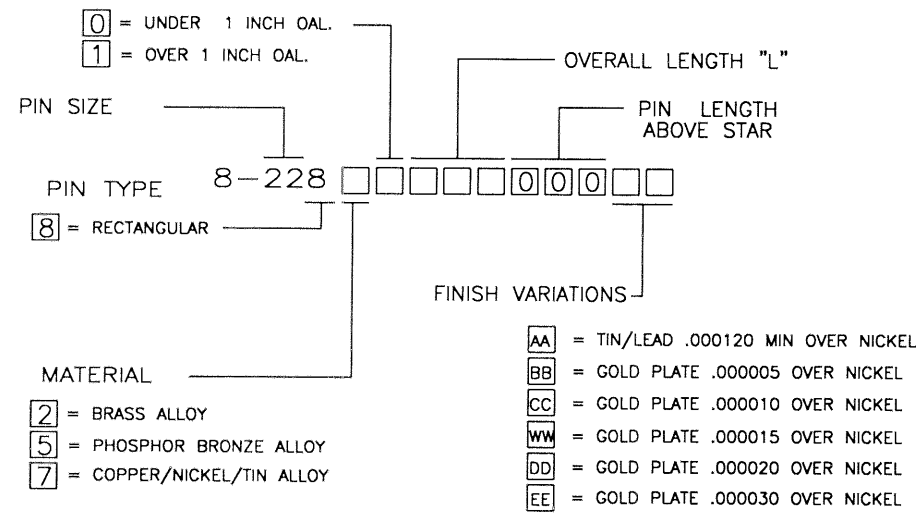 0 = UNDER 1 INCH OAL.
1 = OVER 1 INCH OAL.
OVERALL LENGTH "L"
PIN SIZE
PIN LENGTH
ABOVE STAR
8-228 000
PIN TYPE
8 = RECTANGULAR
FINISH VARIATIONS
AA = TIN/LEAD .000120 MIN OVER NICKEL
BB = GOLD PLATE .000005 OVER NICKEL
CC = GOLD PLATE .000010 OVER NICKEL
WW = GOLD PLATE .000015 OVER NICKEL
DD = GOLD PLATE .000020 OVER NICKEL
EE = GOLD PLATE .000030 OVER NICKEL
MATERIAL
2 = BRASS ALLOY
5 = PHOSPHOR BRONZE ALLOY
7 = COPPER/NICKEL/TIN ALLOY